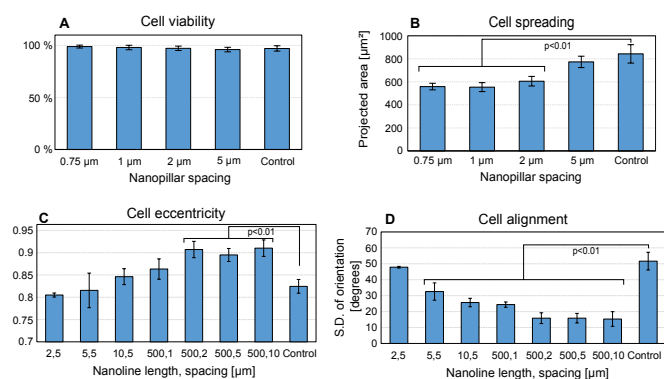 A Cell viability
100 %
50 %
0 %
0.75 µm 1 µm 2 µm 5 µm Control
Nanopillar spacing
B Cell spreading
Projected area [µm²]
1000
800
600
400
200
0
p<0.01
0.75 µm 1 µm 2 µm 5 µm Control
Nanopillar spacing
C Cell eccentricity
0.95
0.9
0.85
0.8
0.75
0.7
p<0.01
2,5 5,5 10,5 500,1 500,2 500,5 500,10 Control
Nanoline length, spacing [µm]
D Cell alignment
S.D. of orientation
[degrees]
70
60
50
40
30
20
10
0
p<0.01
2,5 5,5 10,5 500,1 500,2 500,5 500,10 Control
Nanoline length, spacing [µm]